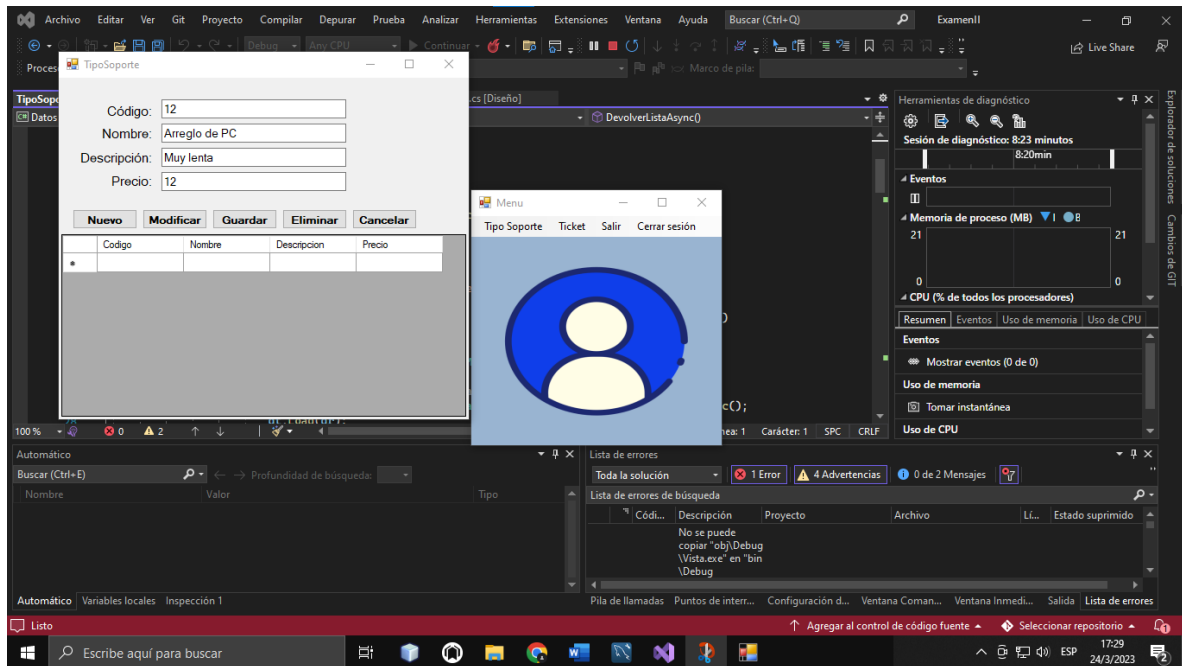 Archivo Editar Ver Git Proyecto Compilar Depurar Prueba Analizar Herramientas Extensiones Ventana Ayuda Buscar (Ctrl+Q) ExamenII
Debug Any CPU Continuar Live Share
Proces Marco de pila:
TipoSoporte
Código: 12
Nombre: Arreglo de PC
Descripción: Muy lenta
Precio: 12
Nuevo Modificar Guardar Eliminar Cancelar
Codigo Nombre Descripcion Precio
*
TipoSopo .cs [Diseño]
Datos DevolverListaAsync()
Menu
Tipo Soporte Ticket Salir Cerrar sesión
)
c();
dt.Load(dr);
100 % 0 2 nea: 1 Carácter: 1 SPC CRLF
Herramientas de diagnóstico
Sesión de diagnóstico: 8:23 minutos
8:20min
Eventos
Memoria de proceso (MB) I B
21 21
0 0
CPU (% de todos los procesadores)
Resumen Eventos Uso de memoria Uso de CPU
Eventos
Mostrar eventos (0 de 0)
Uso de memoria
Tomar instantánea
Uso de CPU
Explorador de soluciones
Cambios de GIT
Automático
Buscar (Ctrl+E) Profundidad de búsqueda:
Nombre Valor Tipo
Automático Variables locales Inspección 1
Lista de errores
Toda la solución 1 Error 4 Advertencias 0 de 2 Mensajes
Lista de errores de búsqueda
Códi... Descripción Proyecto Archivo Lí... Estado suprimido
No se puede
copiar "obj\Debug
\Vista.exe" en "bin
\Debug
Pila de llamadas Puntos de interr... Configuración d... Ventana Coman... Ventana Inmedi... Salida Lista de errores
Listo Agregar al control de código fuente Seleccionar repositorio
Escribe aquí para buscar ESP 17:29
24/3/2023
2